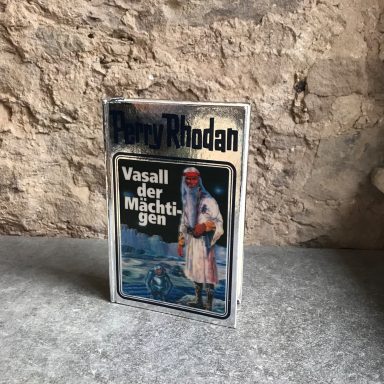 Perry Rhodan
Vasall
der
Mächti-
gen